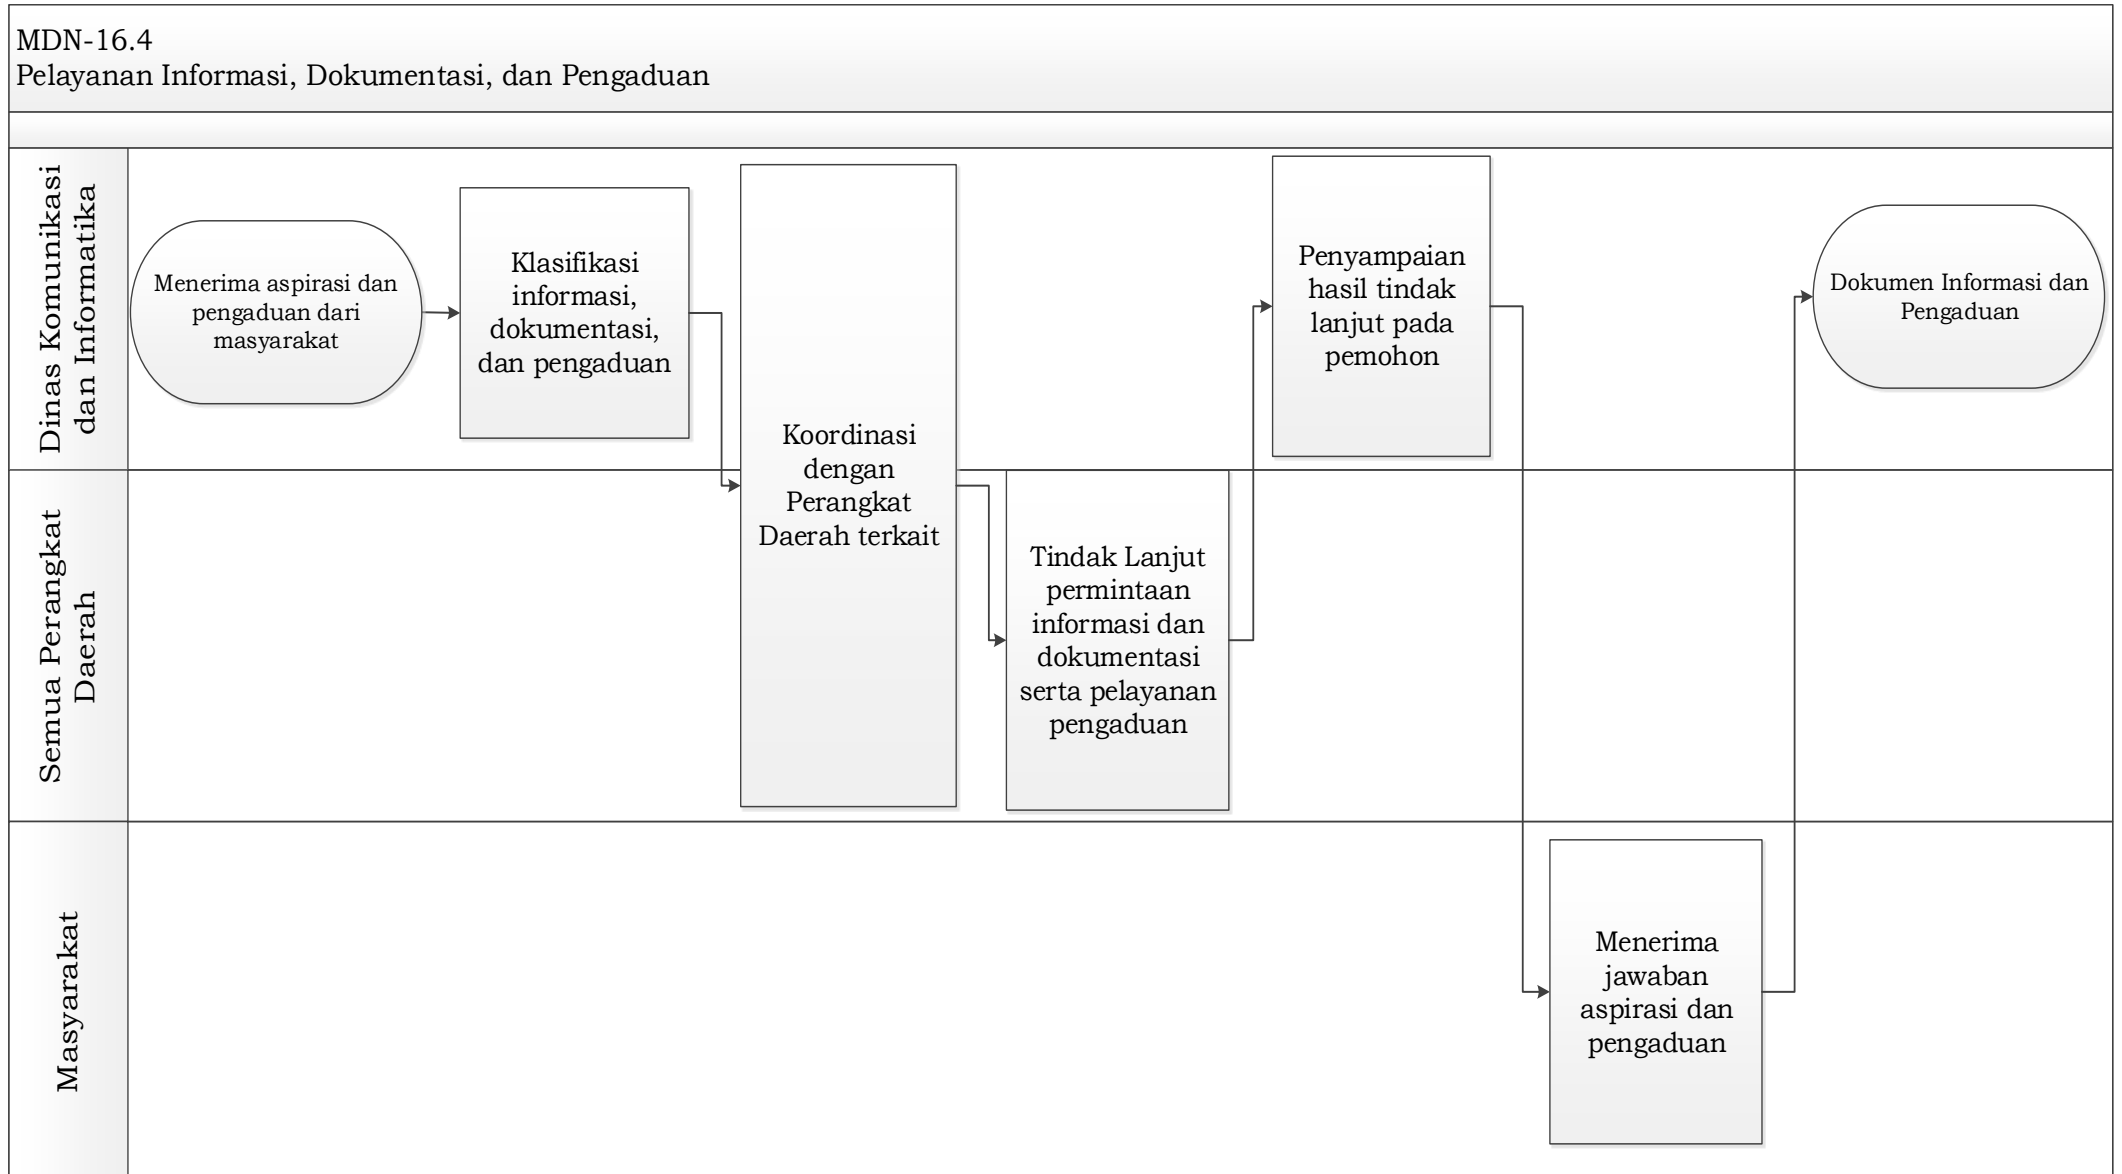 MDN-16.4
Pelayanan Informasi, Dokumentasi, dan Pengaduan
Dinas Komunikasi
dan Informatika
Menerima aspirasi dan
pengaduan dari
masyarakat
Klasifikasi
informasi,
dokumentasi,
dan pengaduan
Koordinasi
dengan
Perangkat
Daerah terkait
Penyampaian
hasil tindak
lanjut pada
pemohon
Dokumen Informasi dan
Pengaduan
Semua Perangkat
Daerah
Tindak Lanjut
permintaan
informasi dan
dokumentasi
serta pelayanan
pengaduan
Masyarakat
Menerima
jawaban
aspirasi dan
pengaduan